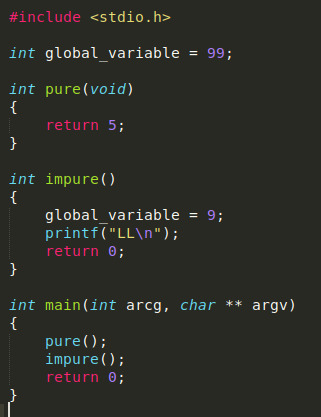 #include <stdio.h>
int global_variable = 99;
int pure(void)
{
    return 5;
}
int impure()
{
    global_variable = 9;
    printf("LL\n");
    return 0;
}
int main(int arcg, char ** argv)
{
    pure();
    impure();
    return 0;
}